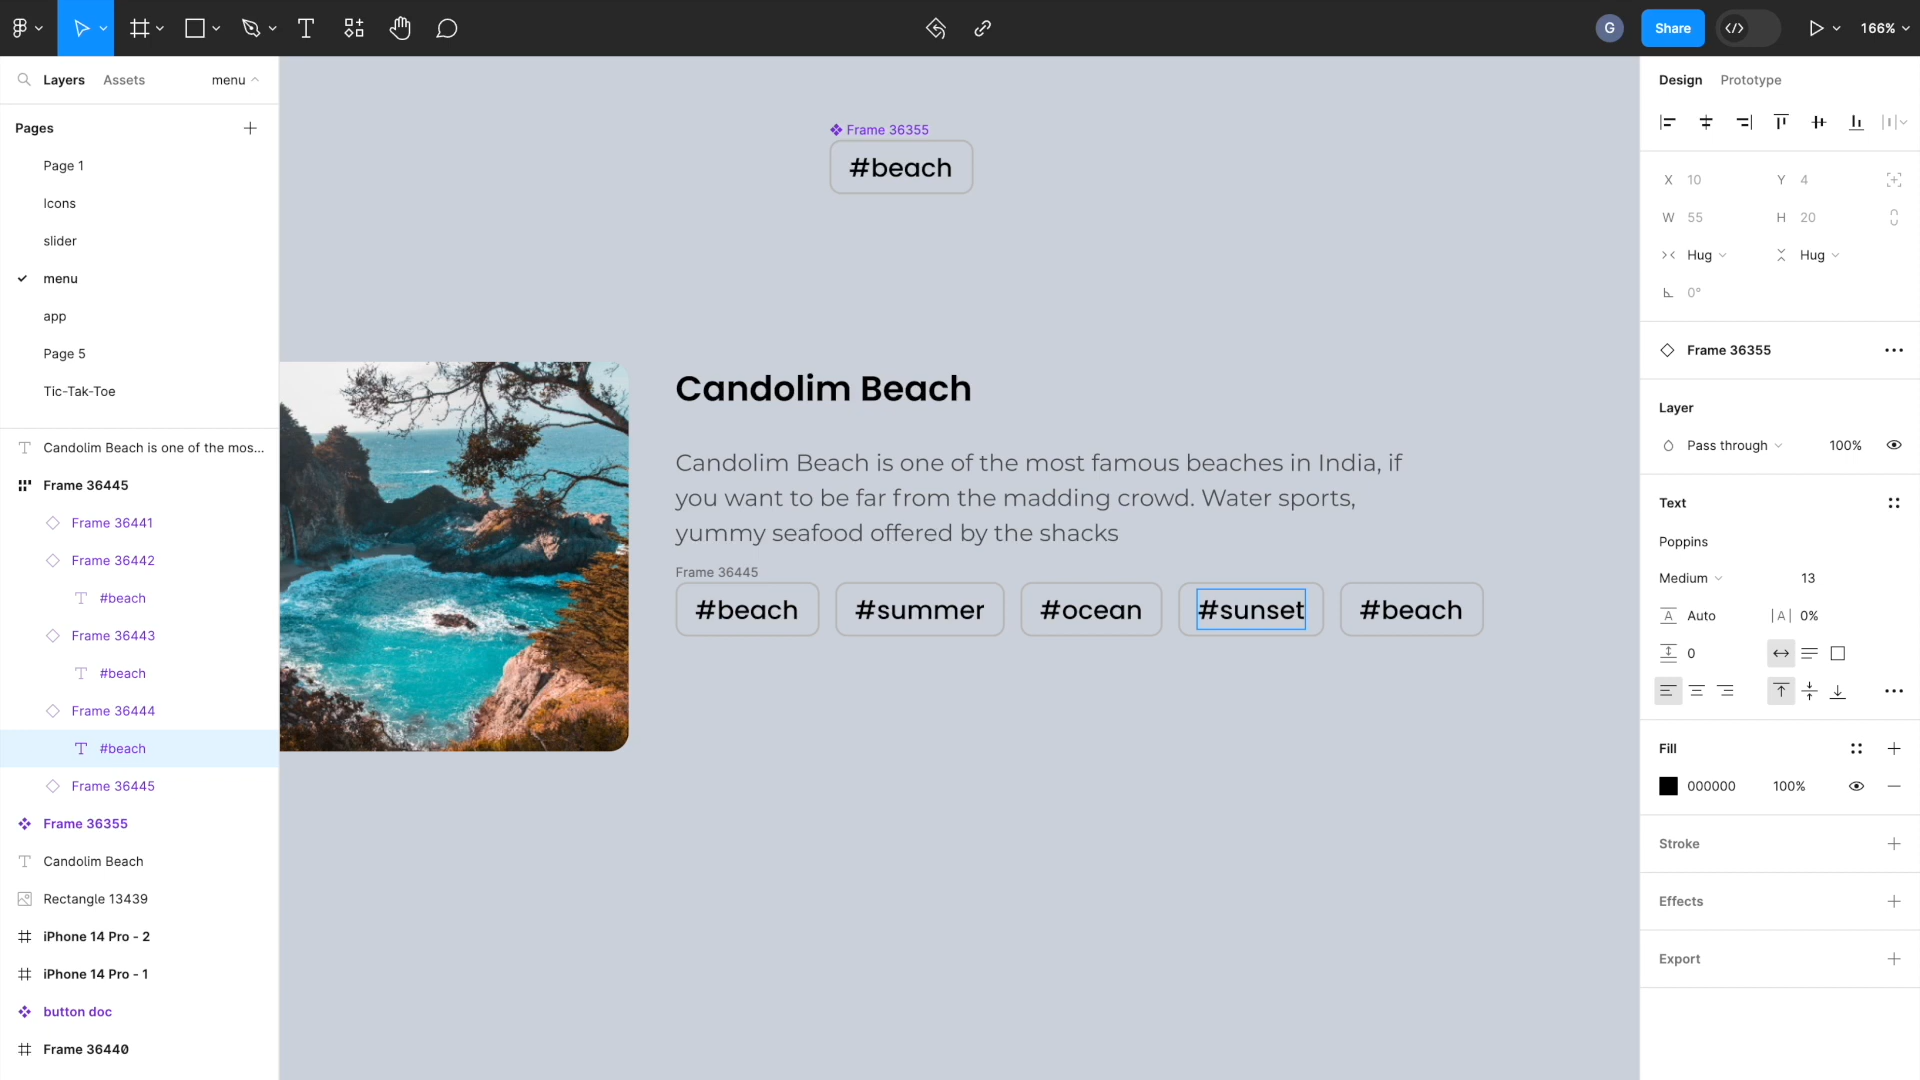 G
Share
166%
Layers
Assets
menu
Pages
Page 1
Icons
slider
menu
app
Page 5
Tic-Tak-Toe
Candolim Beach is one of the mos...
Frame 36445
Frame 36441
Frame 36442
#beach
Frame 36443
#beach
Frame 36444
#beach
Frame 36445
Frame 36355
Candolim Beach
Rectangle 13439
iPhone 14 Pro - 2
iPhone 14 Pro - 1
button doc
Frame 36440
Frame 36355
#beach
Candolim Beach
Candolim Beach is one of the most famous beaches in India, if
you want to be far from the madding crowd. Water sports,
yummy seafood offered by the shacks
Frame 36445
#beach #summer #ocean #sunset #beach
Design Prototype
X 10 Y 4
W 55 H 20
Hug Hug
0°
Frame 36355
Layer
Pass through 100%
Text
Poppins
Medium 13
A Auto |A| 0%
0
Fill
000000 100%
Stroke
Effects
Export